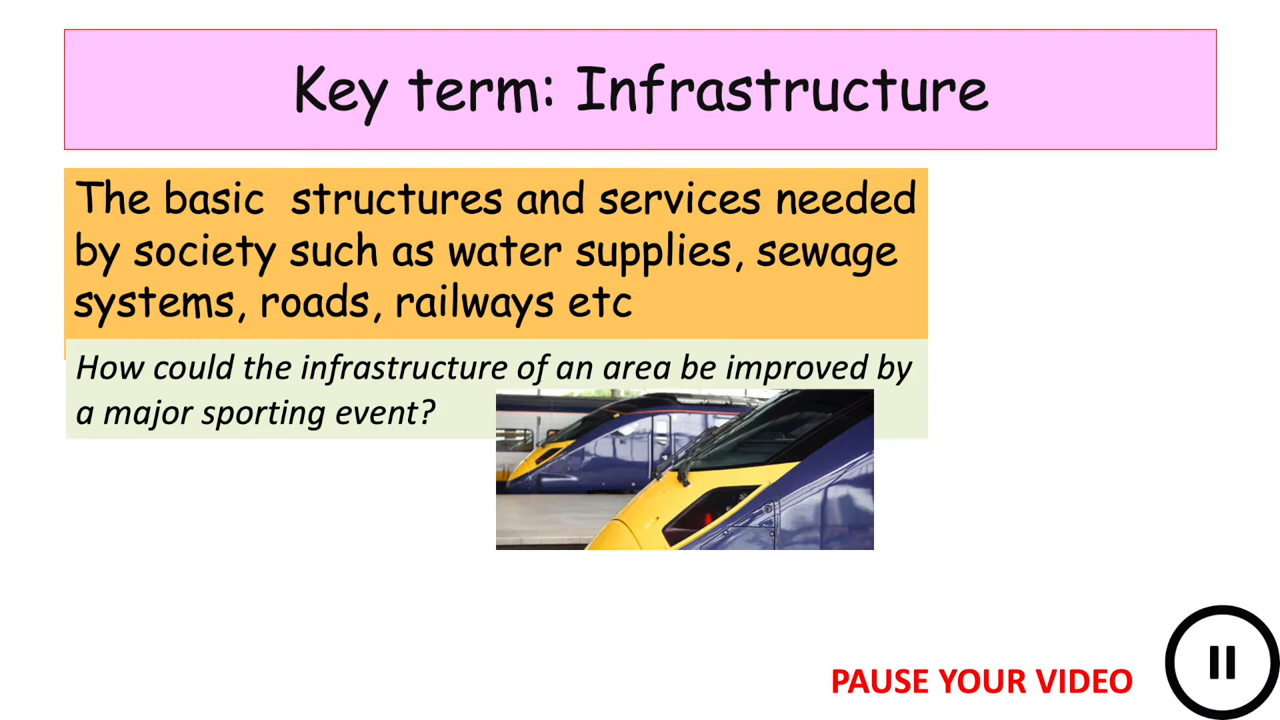 Key term: Infrastructure
The basic structures and services needed
by society such as water supplies, sewage
systems, roads, railways etc
How could the infrastructure of an area be improved by
a major sporting event?
PAUSE YOUR VIDEO